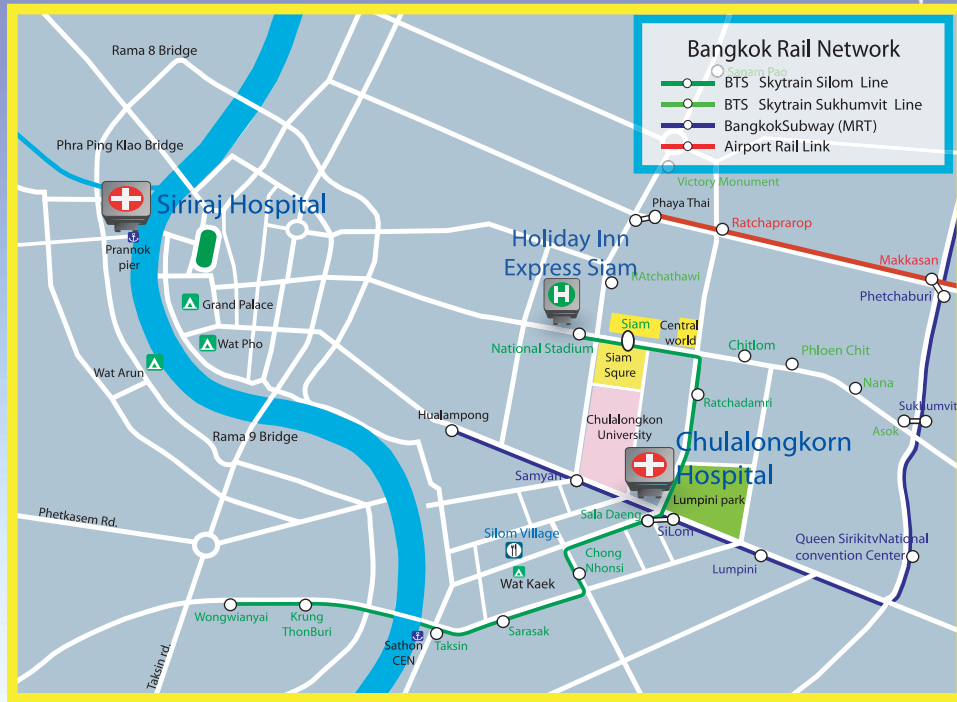 Rama 8 Bridge
Bangkok Rail Network
Sanam Pao
BTS Skytrain Silom Line
BTS Skytrain Sukhumvit Line
BangkokSubway (MRT)
Airport Rail Link
Phra Ping Klao Bridge
Victory Monument
Siriraj Hospital
Phaya Thai
Ratchaprarop
Prannok
pier
Holiday Inn
Express Siam
RAtchathawi
Makkasan
Phetchaburi
H
Grand Palace
Wat Pho
Wat Arun
National Stadium
Siam
Central
world
Siam
Squre
Chitlom
Phloen Chit
Nana
Ratchadamri
Sukhumvit
Asok
Hualampong
Rama 9 Bridge
Chulalongkon
University
Chulalongkorn
Hospital
Samyan
Lumpini park
Sala Daeng
SiLom
Phetkasem Rd.
Silom Village
Wat Kaek
Chong
Nhonsi
Lumpini
Queen SirikitvNational
convention Center
Wongwianyai
Krung
ThonBuri
Sathon
CEN
Taksin
Sarasak
Taksin rd.